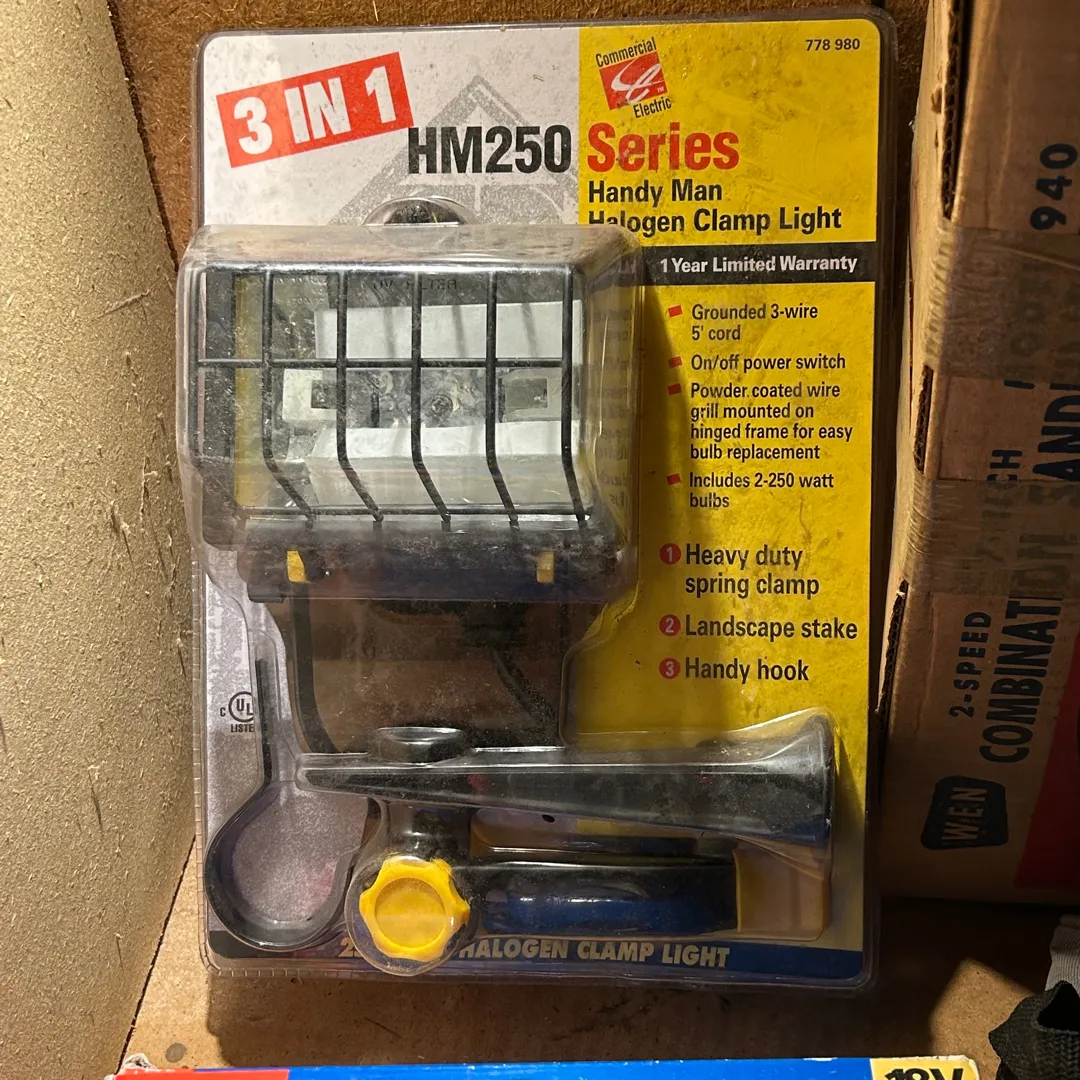 778 980
Commercial
Electric
3 IN 1
HM250 Series
Handy Man
Halogen Clamp Light
1 Year Limited Warranty
Grounded 3-wire
5' cord
On/off power switch
Powder coated wire
grill mounted on
hinged frame for easy
bulb replacement
Includes 2-250 watt
bulbs
1 Heavy duty
spring clamp
2 Landscape stake
3 Handy hook
C UL
LISTED
HALOGEN CLAMP LIGHT
940
2-SPEED
COMBINATION
WEN
18V